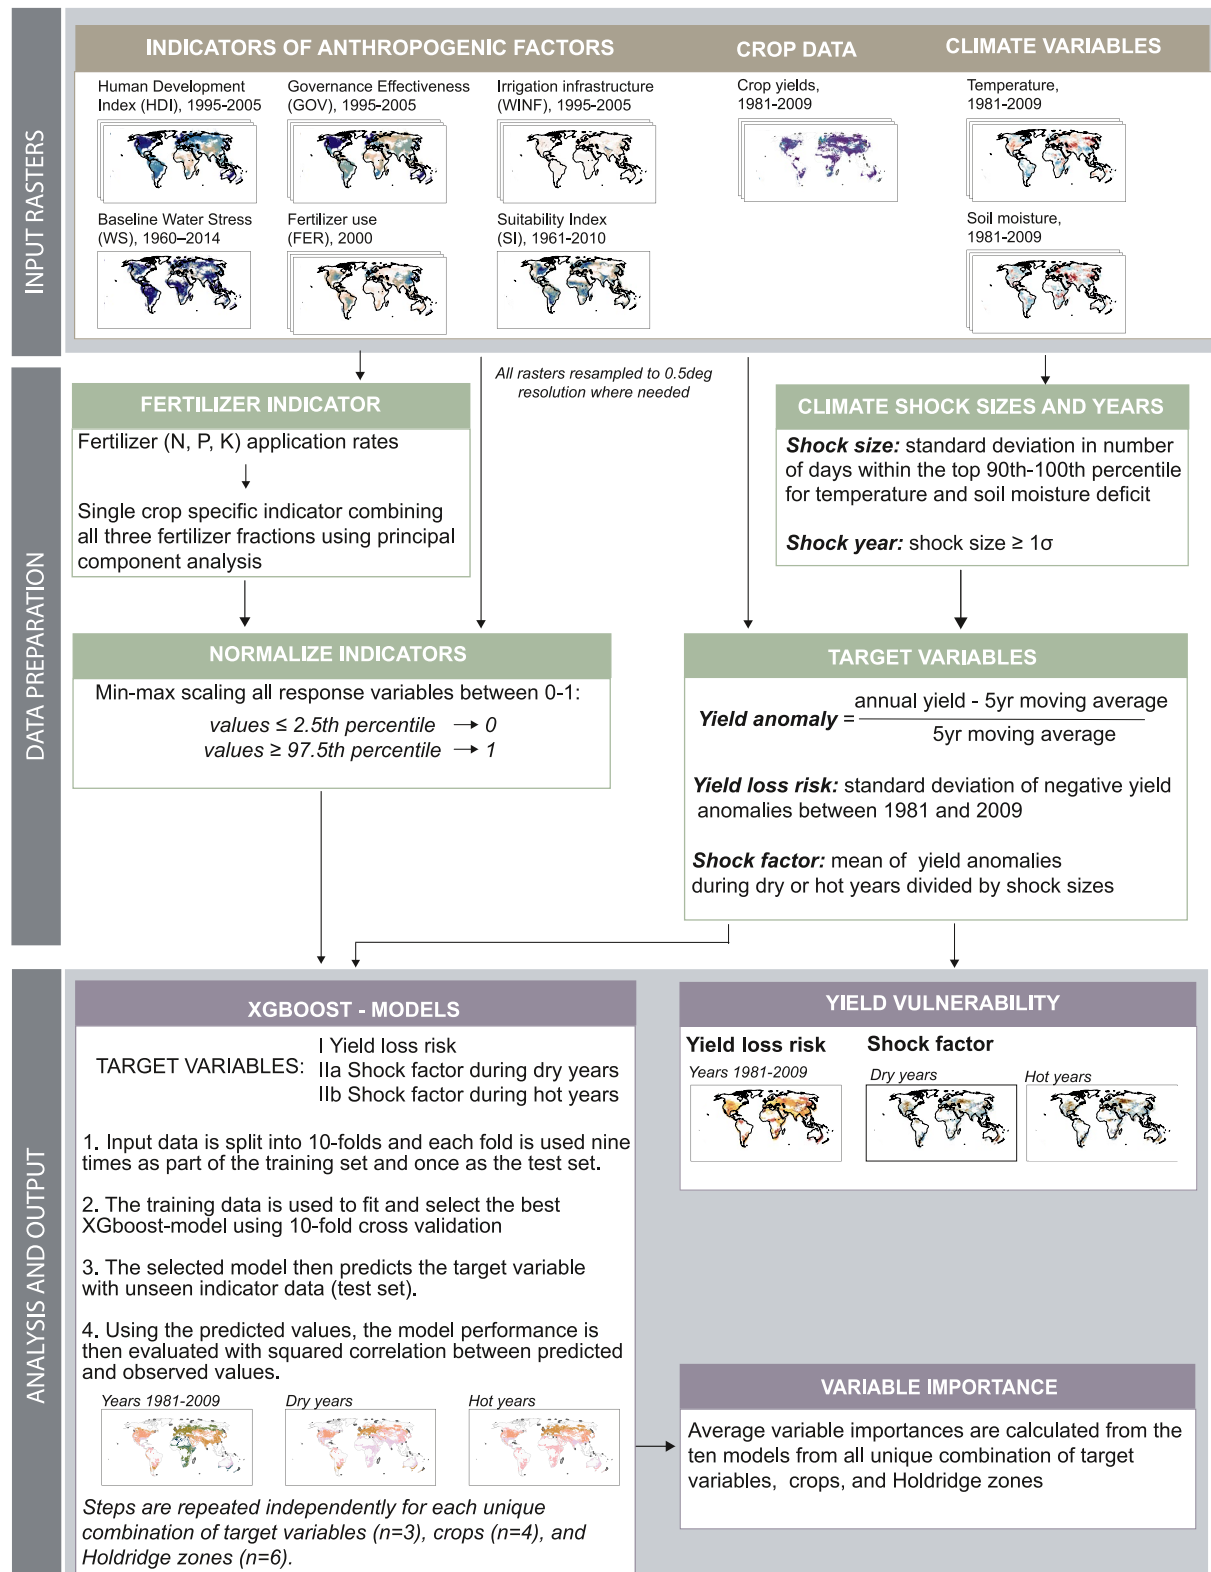 INPUT RASTERS
INDICATORS OF ANTHROPOGENIC FACTORS
CROP DATA
CLIMATE VARIABLES
Human Development
Index (HDI), 1995-2005
Governance Effectiveness
(GOV), 1995-2005
Irrigation infrastructure
(WINF), 1995-2005
Crop yields,
1981-2009
Temperature,
1981-2009
Baseline Water Stress
(WS), 1960–2014
Fertilizer use
(FER), 2000
Suitability Index
(SI), 1961-2010
Soil moisture,
1981-2009
DATA PREPARATION
All rasters resampled to 0.5deg
resolution where needed
FERTILIZER INDICATOR
Fertilizer (N, P, K) application rates
Single crop specific indicator combining
all three fertilizer fractions using principal
component analysis
CLIMATE SHOCK SIZES AND YEARS
Shock size: standard deviation in number
of days within the top 90th-100th percentile
for temperature and soil moisture deficit
Shock year: shock size ≥ 1σ
NORMALIZE INDICATORS
Min-max scaling all response variables between 0-1:
values ≤ 2.5th percentile → 0
values ≥ 97.5th percentile → 1
TARGET VARIABLES
annual yield - 5yr moving average
Yield anomaly =
5yr moving average
Yield loss risk: standard deviation of negative yield
anomalies between 1981 and 2009
Shock factor: mean of yield anomalies
during dry or hot years divided by shock sizes
ANALYSIS AND OUTPUT
XGBOOST - MODELS
TARGET VARIABLES:
I Yield loss risk
IIa Shock factor during dry years
IIb Shock factor during hot years
1. Input data is split into 10-folds and each fold is used nine
times as part of the training set and once as the test set.
2. The training data is used to fit and select the best
XGboost-model using 10-fold cross validation
3. The selected model then predicts the target variable
with unseen indicator data (test set).
4. Using the predicted values, the model performance is
then evaluated with squared correlation between predicted
and observed values.
Years 1981-2009
Dry years
Hot years
Steps are repeated independently for each unique
combination of target variables (n=3), crops (n=4), and
Holdridge zones (n=6).
YIELD VULNERABILITY
Yield loss risk
Shock factor
Years 1981-2009
Dry years
Hot years
VARIABLE IMPORTANCE
Average variable importances are calculated from the
ten models from all unique combination of target
variables, crops, and Holdridge zones